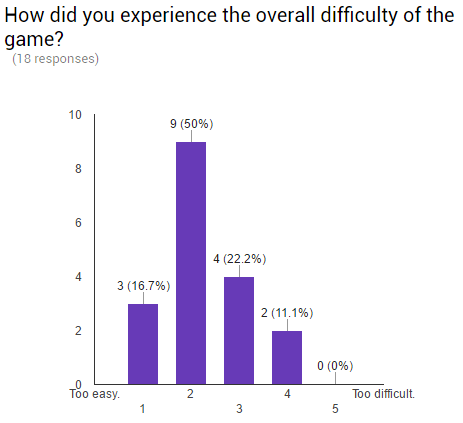 How did you experience the overall difficulty of the
game?
(18 responses)
10
9 (50%)
8
6
4 (22.2%)
4
3 (16.7%)
2 (11.1%)
2
0 (0%)
0
Too easy. 2 4 Too difficult.
1 3 5